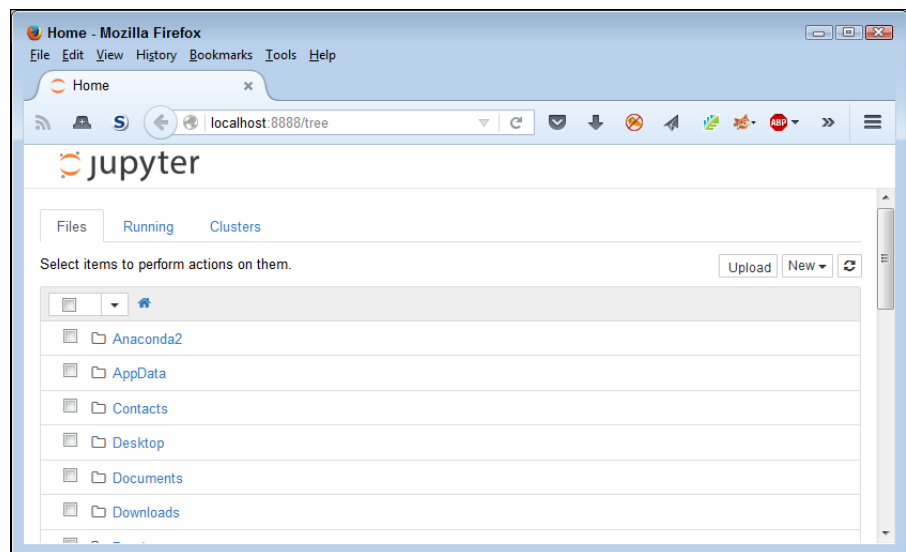 Home - Mozilla Firefox
File Edit View History Bookmarks Tools Help
Home
S localhost:8888/tree ABP
jupyter
Files Running Clusters
Select items to perform actions on them. Upload New
Anaconda2
AppData
Contacts
Desktop
Documents
Downloads